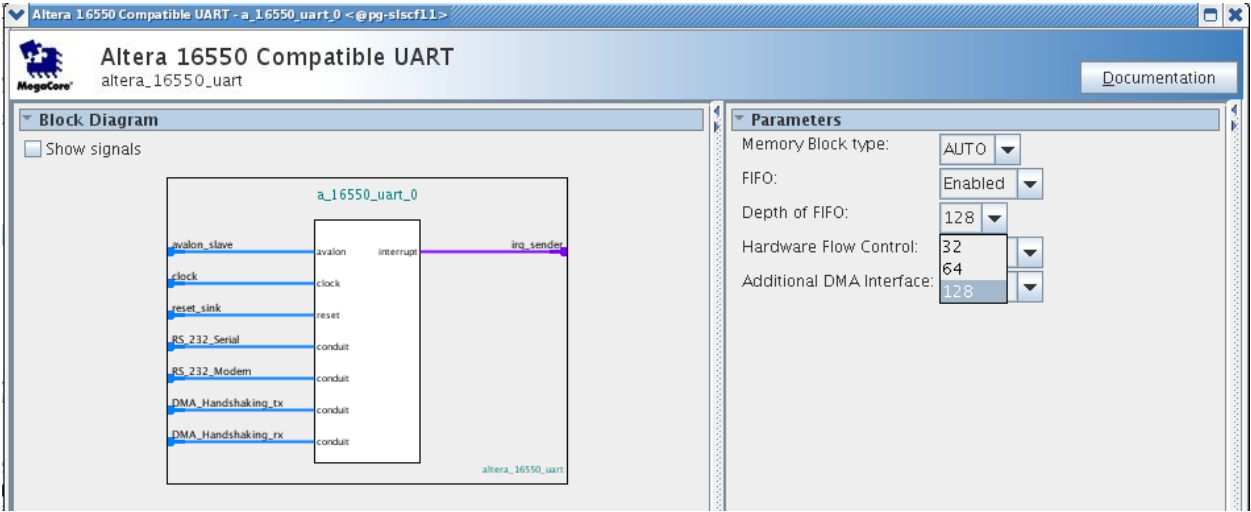 Altera 16550 Compatible UART - a_16550_uart_0 <@pg-slscf11>
Altera 16550 Compatible UART
altera_16550_uart
MegaCore®
Documentation
Block Diagram
Show signals
a_16550_uart_0
avalon_slave
avalon
interrupt
irq_sender
clock
clock
reset_sink
reset
RS_232_Serial
conduit
RS_232_Modem
conduit
DMA_Handshaking_tx
conduit
DMA_Handshaking_rx
conduit
altera_16550_uart
Parameters
Memory Block type: AUTO
FIFO: Enabled
Depth of FIFO: 128
Hardware Flow Control:
32
64
128
Additional DMA Interface: